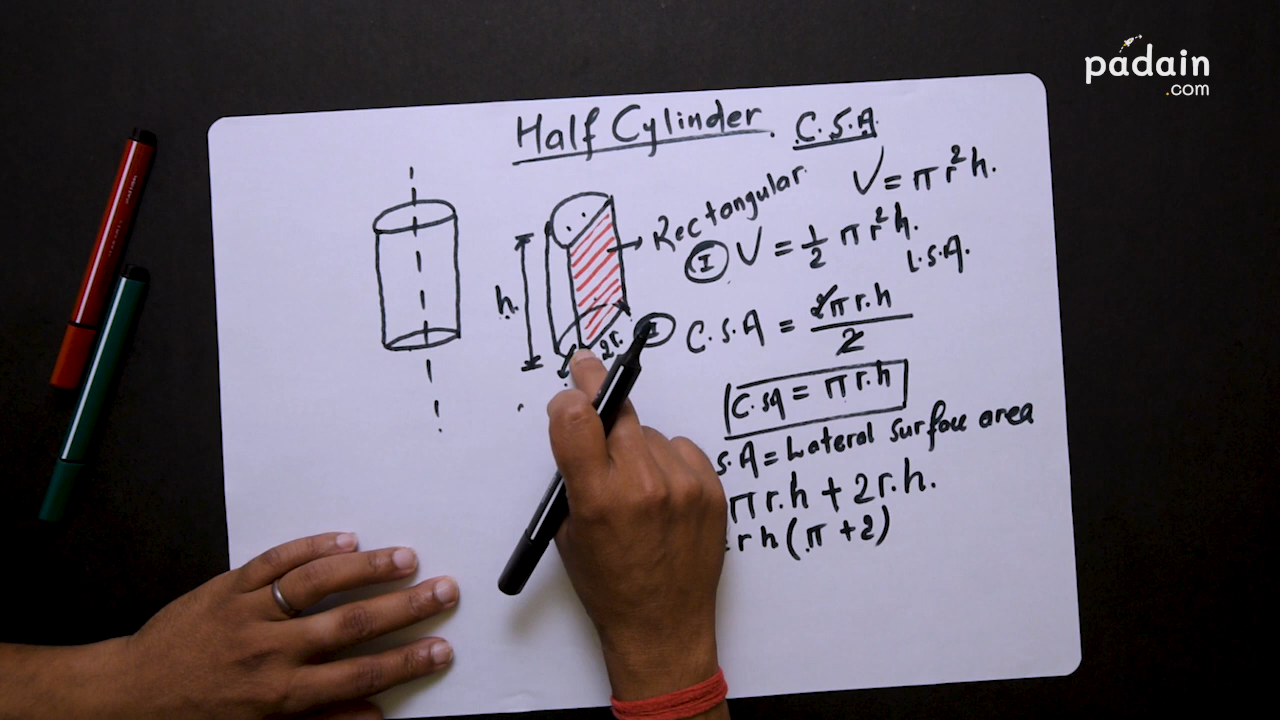 padain
.com
Half Cylinder. C.S.A
V = πr²h.
Rectangular
I V = 1/2 πr²h.
L.S.A.
h.
2r.
C.S.A = 2πr.h / 2
C.SA = πr.h
S.A = Lateral surface area
πr.h + 2r.h.
rh(π+2)